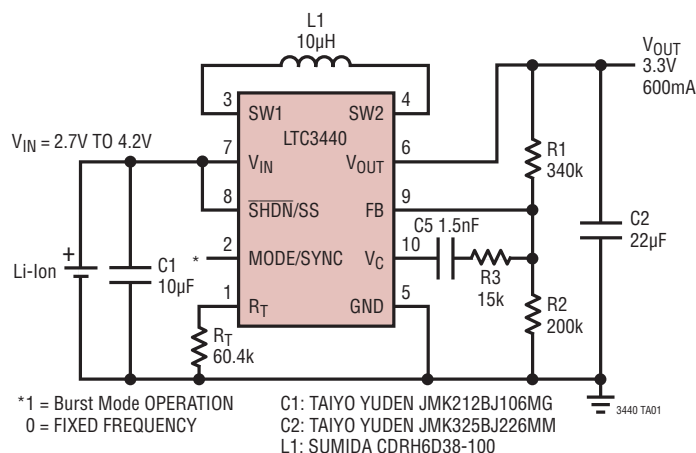 L1
10µH
3 SW1
4 SW2
LTC3440
V_OUT
3.3V
600mA
V_IN = 2.7V TO 4.2V
7 V_IN
6 V_OUT
R1
340k
8 SHDN/SS
9 FB
C5 1.5nF
C2
22µF
+
Li-Ion
C1
10µF
* 2 MODE/SYNC
10 V_C
R3
15k
1 R_T
5 GND
R2
200k
R_T
60.4k
*1 = Burst Mode OPERATION
0 = FIXED FREQUENCY
C1: TAIYO YUDEN JMK212BJ106MG
C2: TAIYO YUDEN JMK325BJ226MM
L1: SUMIDA CDRH6D38-100
3440 TA01